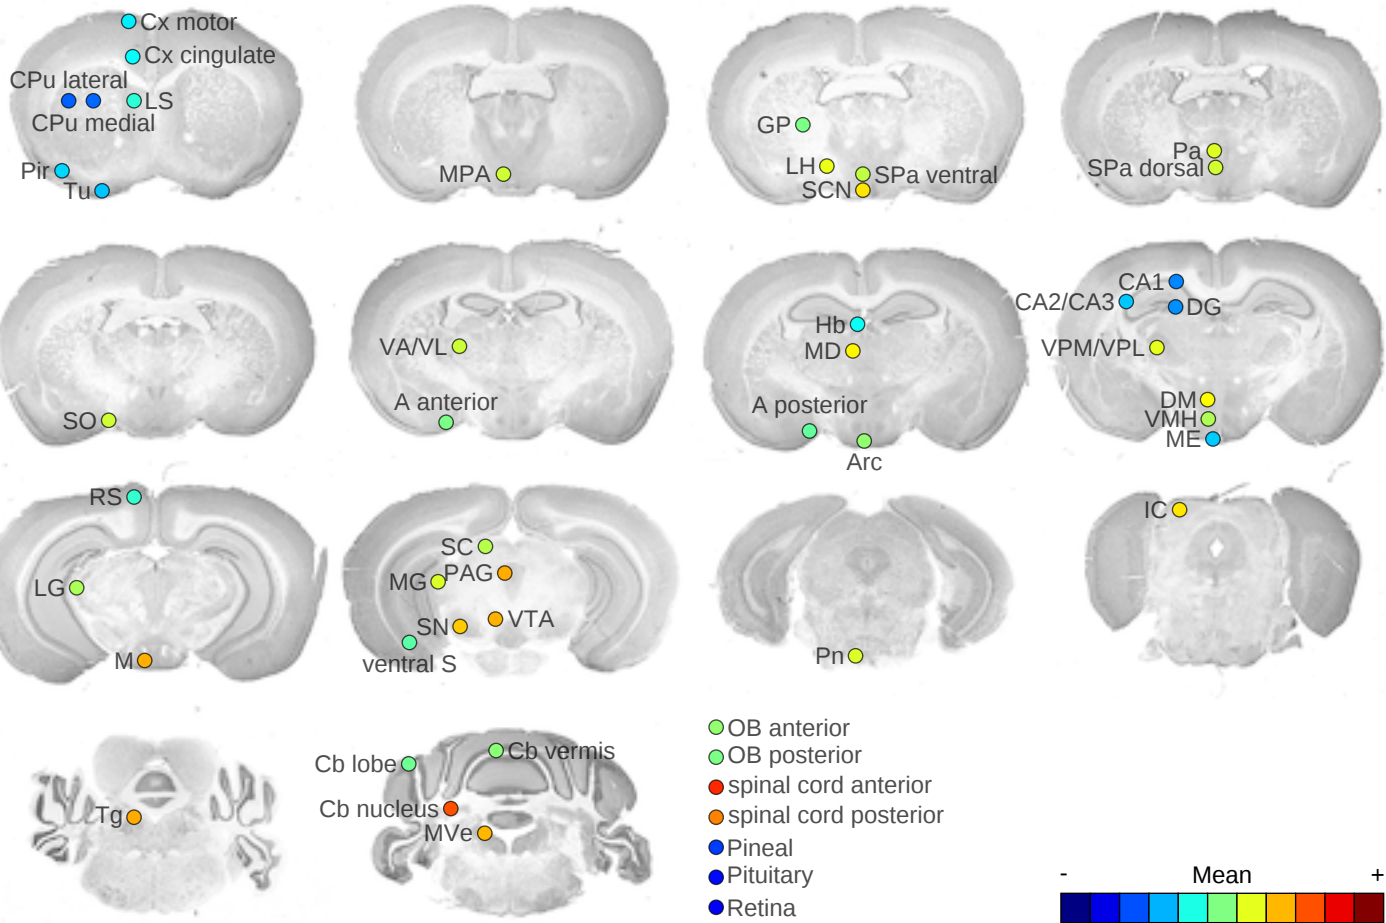 Cx motor
Cx cingulate
CPu lateral
LS
CPu medial
Pir
Tu
MPA
GP
LH
SPa ventral
SCN
Pa
SPa dorsal
SO
VA/VL
A anterior
Hb
MD
A posterior
Arc
CA1
CA2/CA3
DG
VPM/VPL
DM
VMH
ME
RS
LG
M
SC
MG
PAG
SN
VTA
ventral S
Pn
IC
Tg
Cb lobe
Cb vermis
Cb nucleus
MVe
OB anterior
OB posterior
spinal cord anterior
spinal cord posterior
Pineal
Pituitary
Retina
- Mean +